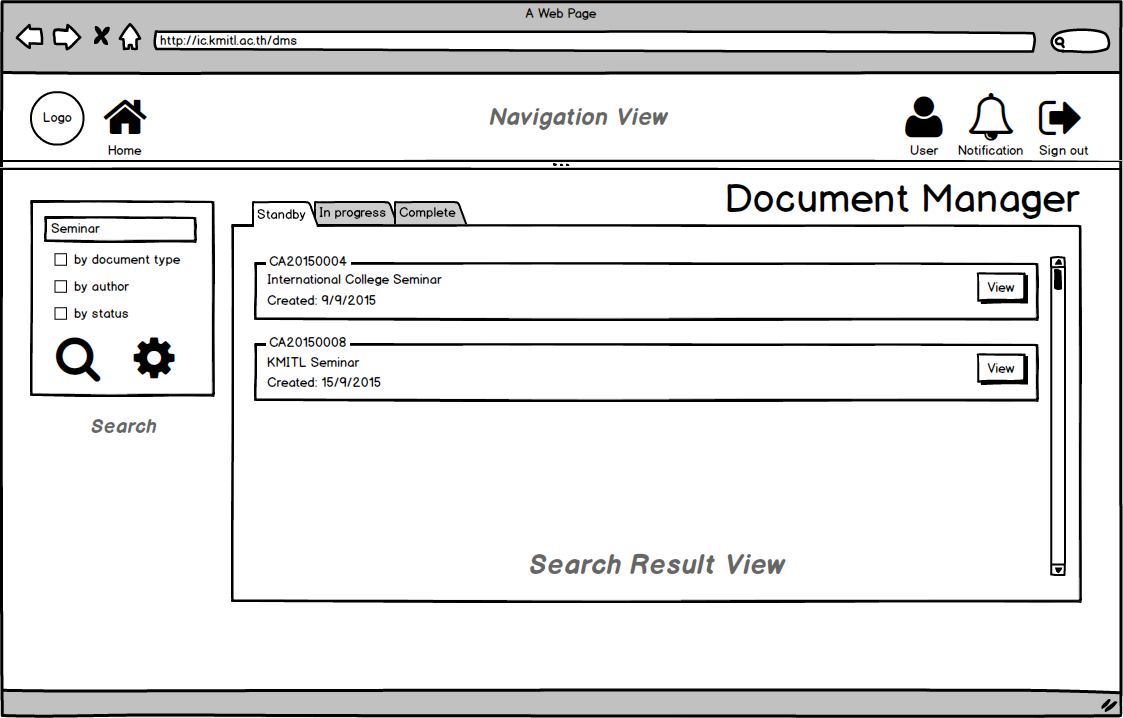 A Web Page
http://ic.kmitl.ac.th/dms
Logo
Home
Navigation View
User
Notification
Sign out
Document Manager
Seminar
by document type
by author
by status
Search
Standby
In progress
Complete
CA20150004
International College Seminar
Created: 9/9/2015
View
CA20150008
KMITL Seminar
Created: 15/9/2015
View
Search Result View